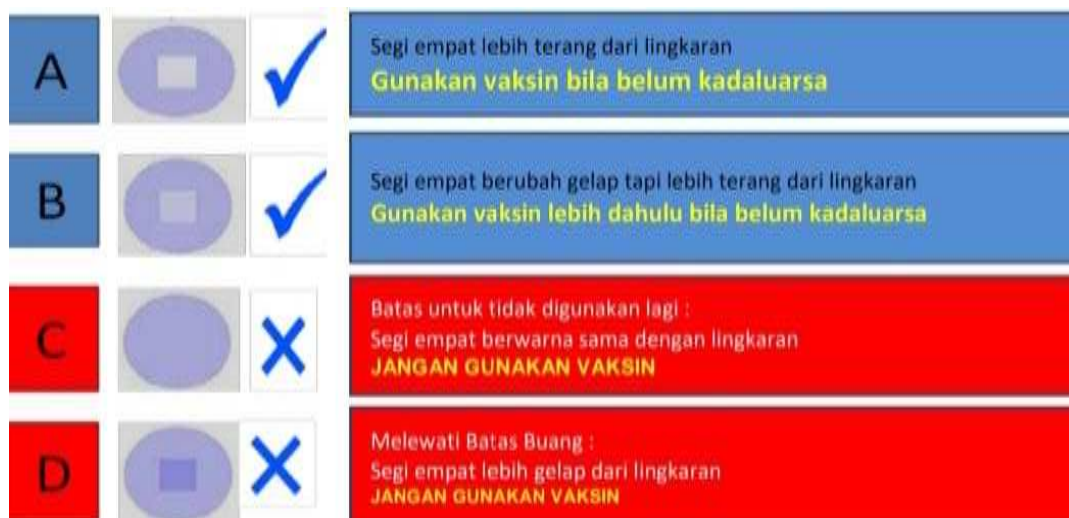 A
Segi empat lebih terang dari lingkaran
Gunakan vaksin bila belum kadaluarsa
B
Segi empat berubah gelap tapi lebih terang dari lingkaran
Gunakan vaksin lebih dahulu bila belum kadaluarsa
C
Batas untuk tidak digunakan lagi :
Segi empat berwarna sama dengan lingkaran
JANGAN GUNAKAN VAKSIN
D
Melewati Batas Buang :
Segi empat lebih gelap dari lingkaran
JANGAN GUNAKAN VAKSIN